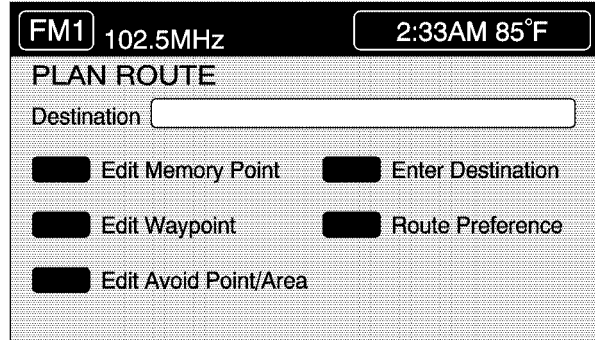 FM1 102.5MHz 2:33AM 85°F
PLAN ROUTE
Destination
Edit Memory Point Enter Destination
Edit Waypoint Route Preference
Edit Avoid Point/Area